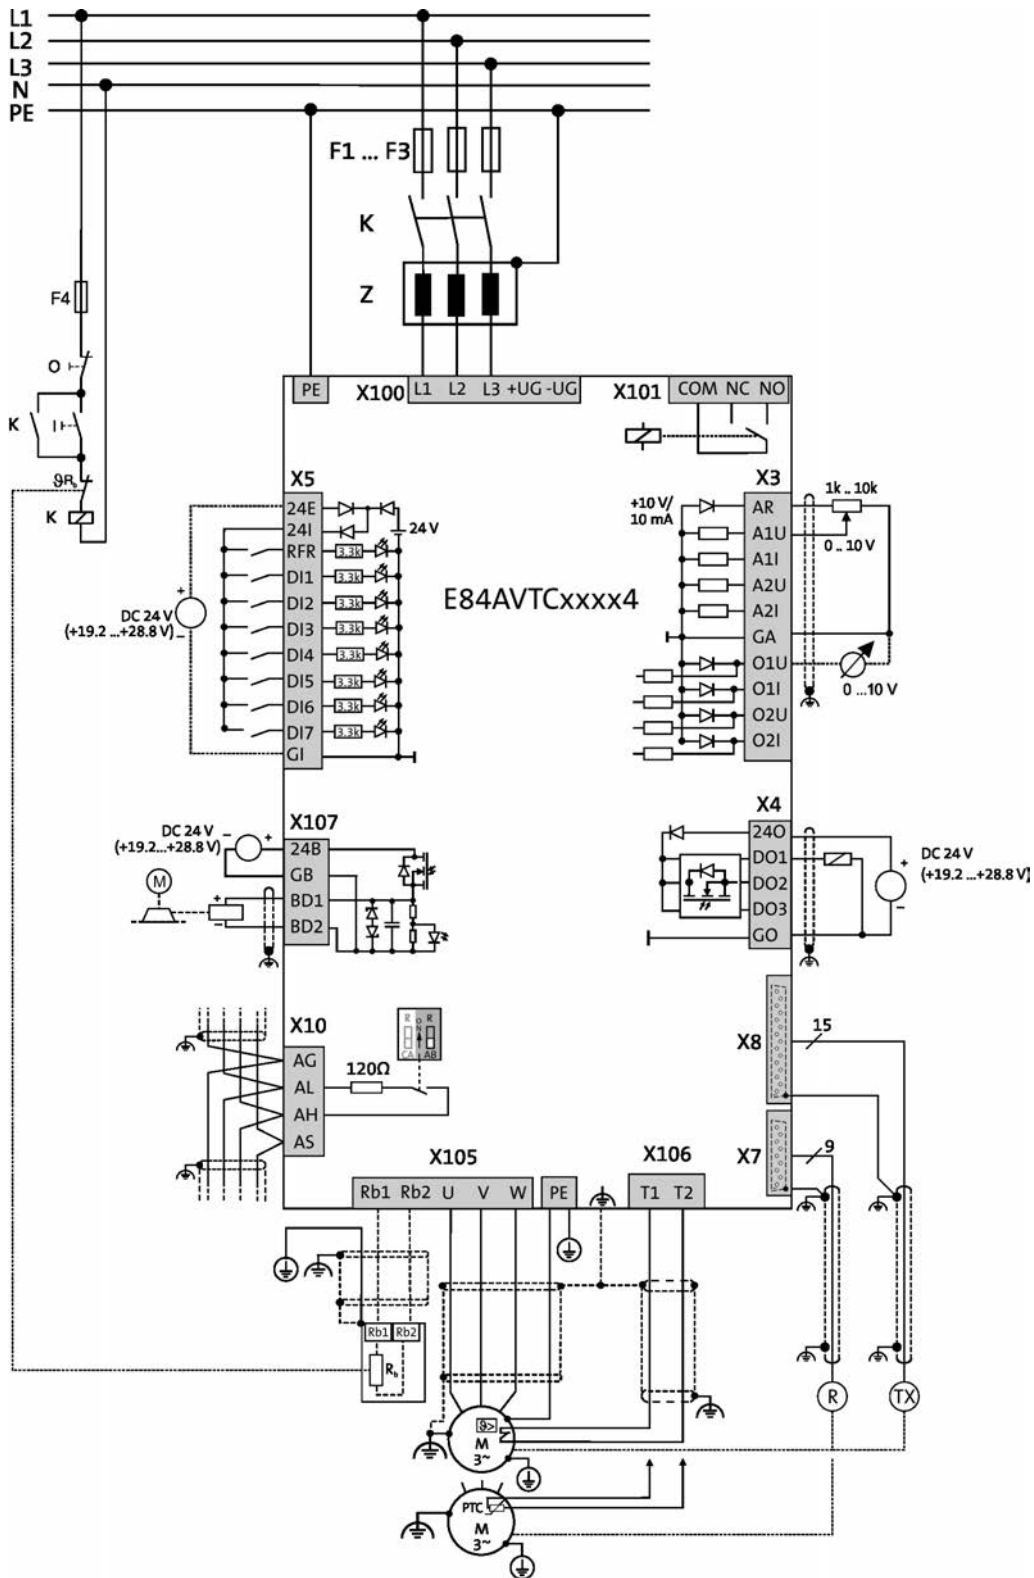 L1
L2
L3
N
PE
F1 ... F3
K
Z
F4
O
K
I
ϑRb
K
PE
X100
L1 L2 L3 +UG -UG
X101
COM NC NO
X5
24E
24I
RFR
DI1
DI2
DI3
DI4
DI5
DI6
DI7
GI
24 V
3.3k
3.3k
3.3k
3.3k
3.3k
3.3k
3.3k
3.3k
+
DC 24 V
(+19.2 ...+28.8 V)
–
E84AVTCxxxx4
+10 V/
10 mA
X3
AR
A1U
A1I
A2U
A2I
GA
O1U
O1I
O2U
O2I
1k .. 10k
0 .. 10 V
0 ...10 V
X107
24B
GB
BD1
BD2
DC 24 V
(+19.2...+28.8 V)
– +
M
+
–
X4
24O
DO1
DO2
DO3
GO
+
DC 24 V
(+19.2 ...+28.8 V)
–
X10
AG
AL
AH
AS
120Ω
R O N R
CA AB
X8
15
X7
9
X105
Rb1 Rb2 U V W
PE
X106
T1 T2
Rb1 Rb2
Rb
ϑ>
M
3~
PTC
M
3~
R
TX